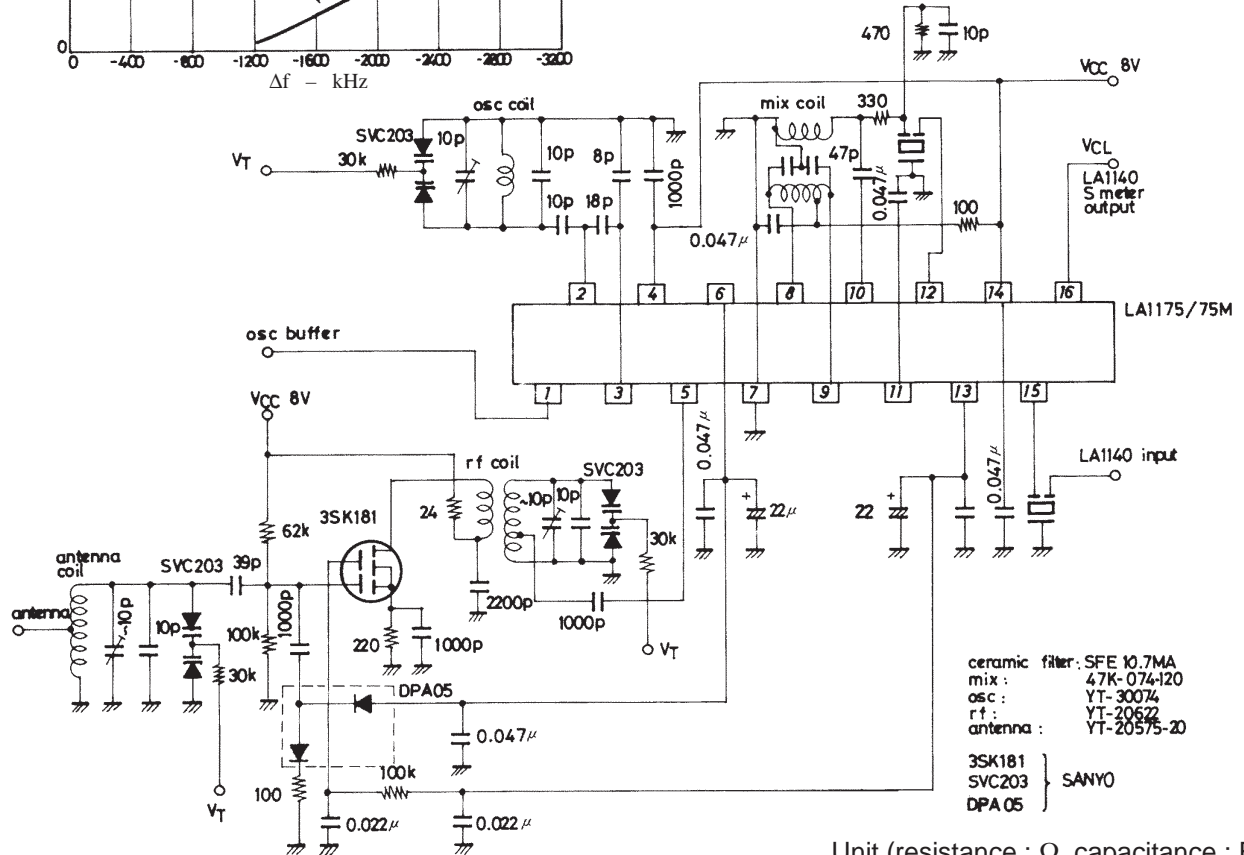 0
0 -400 -800 -1200 -1600 -2000 -2400 -2800 -3200
Δf – kHz
470
10p
VCC 8V
osc coil
mix coil
330
SVC203
10p
10p
8p
1000p
47p
0.047μ
VT
30k
10p
18p
VCL
LA1140
S meter
output
100
0.047μ
2
4
6
8
10
12
14
16
LA1175/75M
osc buffer
1
3
5
7
9
11
13
15
VCC 8V
0.047μ
0.047μ
LA1140 input
rf coil
SVC203
24
~10p
10p
22μ
+
22
+
62k
3SK181
30k
antenna
coil
SVC203
39p
antenna
~10p
10p
100k
1000p
2200p
1000p
220
1000p
VT
30k
DPA05
0.047μ
VT
100
100k
0.022μ
0.022μ
ceramic filter: SFE 10.7MA
mix : 47K-074-120
osc : YT-30074
rf : YT-20622
antenna : YT-20575-20
3SK181
SVC203
DPA05
SANYO
Unit (resistance : Ω, capacitance : F